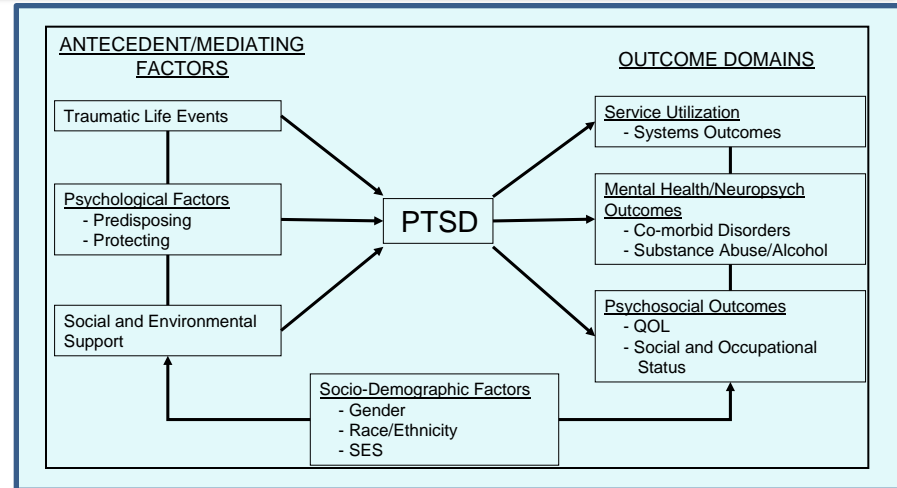 ANTECEDENT/MEDIATING
FACTORS
Traumatic Life Events
Psychological Factors
- Predisposing
- Protecting
Social and Environmental
Support
PTSD
OUTCOME DOMAINS
Service Utilization
- Systems Outcomes
Mental Health/Neuropsych
Outcomes
- Co-morbid Disorders
- Substance Abuse/Alcohol
Psychosocial Outcomes
- QOL
- Social and Occupational
Status
Socio-Demographic Factors
- Gender
- Race/Ethnicity
- SES